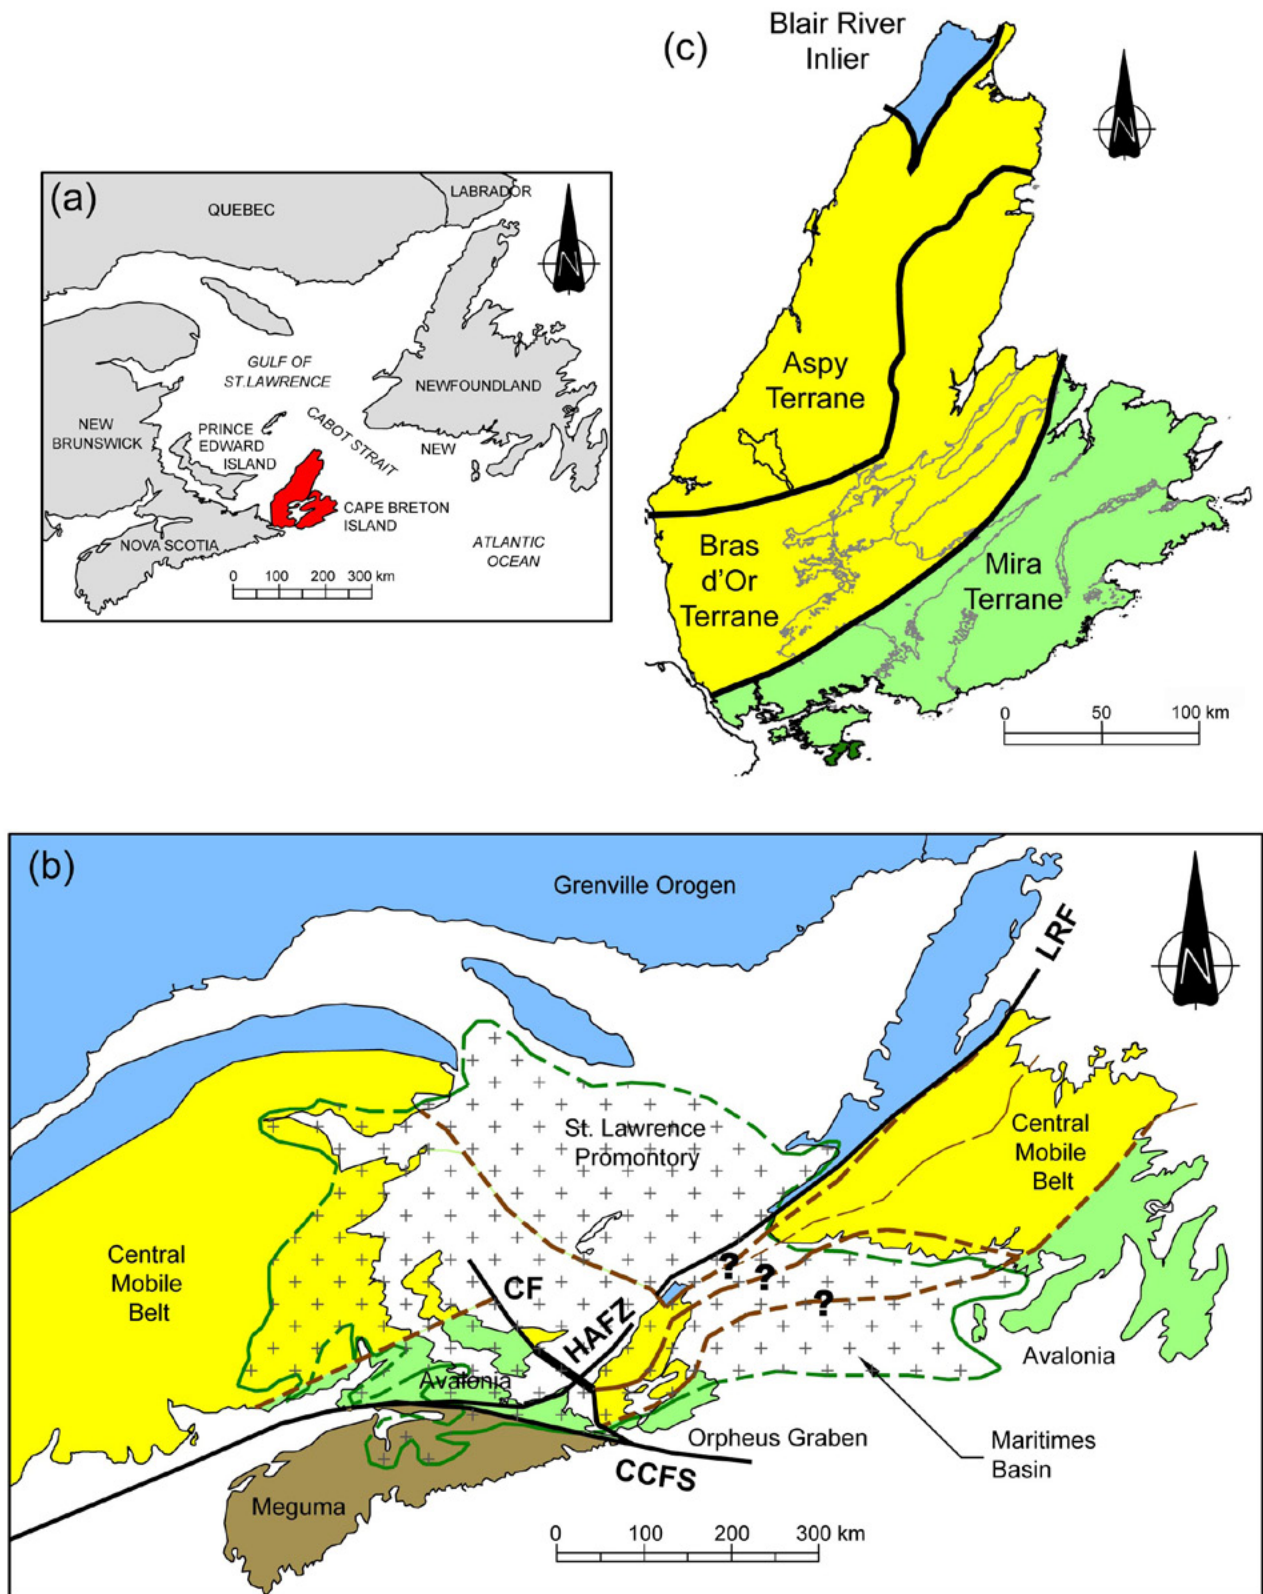 Blair River
Inlier
(c)
N
Aspy
Terrane
Bras
d'Or
Terrane
Mira
Terrane
0 50 100 km
(a)
LABRADOR
QUEBEC
N
GULF OF
ST.LAWRENCE
NEWFOUNDLAND
NEW
BRUNSWICK
PRINCE
EDWARD
ISLAND
CABOT STRAIT
NEW
CAPE BRETON
ISLAND
NOVA SCOTIA
ATLANTIC
OCEAN
0 100 200 300 km
(b)
Grenville Orogen
LRF
N
St. Lawrence
Promontory
Central
Mobile
Belt
Central
Mobile
Belt
?
?
?
CF
HAFZ
Avalonia
Avalonia
Orpheus Graben
Maritimes
Basin
CCFS
Meguma
0 100 200 300 km